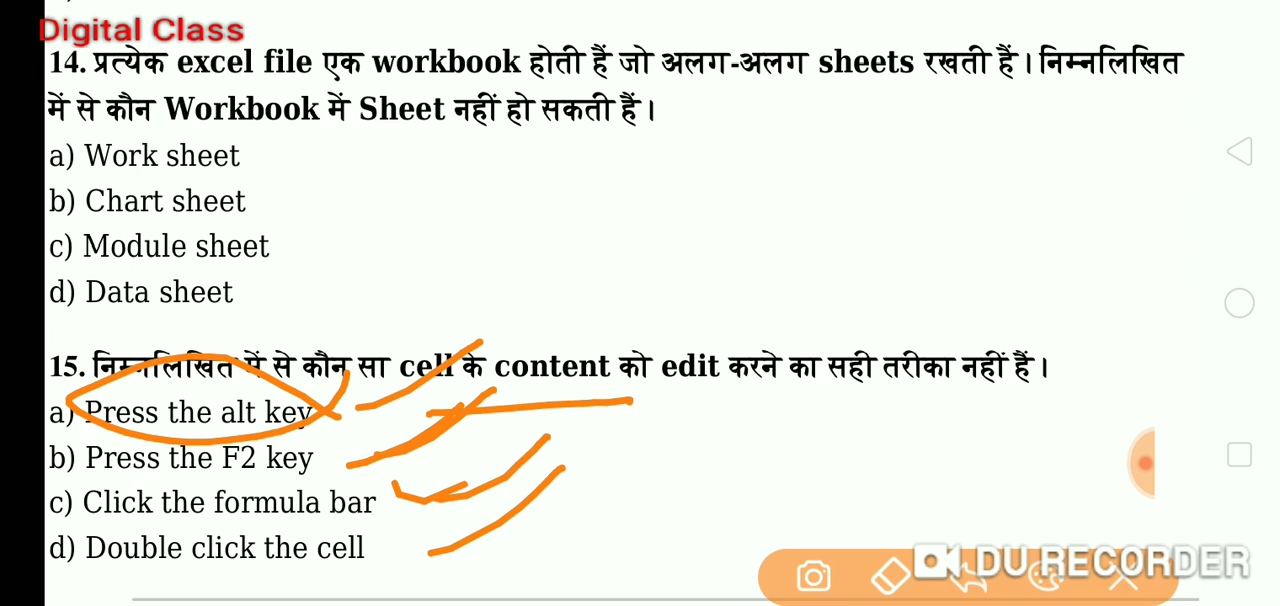 Digital Class
14. प्रत्येक excel file एक workbook होती हैं जो अलग-अलग sheets रखती हैं। निम्नलिखित
में से कौन Workbook में Sheet नहीं हो सकती हैं।
a) Work sheet
b) Chart sheet
c) Module sheet
d) Data sheet
15. निम्नलिखित में से कौन सा cell के content को edit करने का सही तरीका नहीं हैं।
a) Press the alt key
b) Press the F2 key
c) Click the formula bar
d) Double click the cell
DU RECORDER